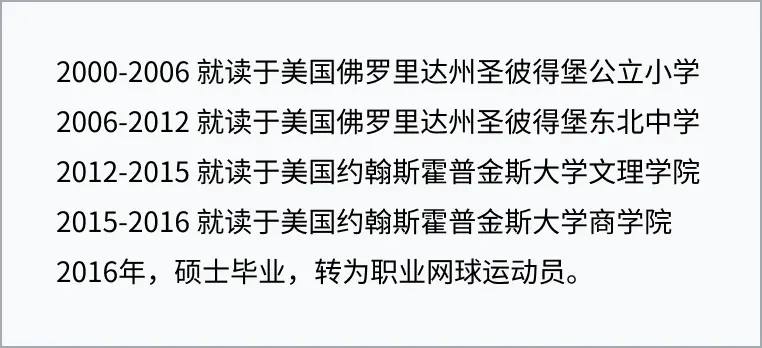 2000-2006 就读于美国佛罗里达州圣彼得堡公立小学
2006-2012 就读于美国佛罗里达州圣彼得堡东北中学
2012-2015 就读于美国约翰斯霍普金斯大学文理学院
2015-2016 就读于美国约翰斯霍普金斯大学商学院
2016年，硕士毕业，转为职业网球运动员。